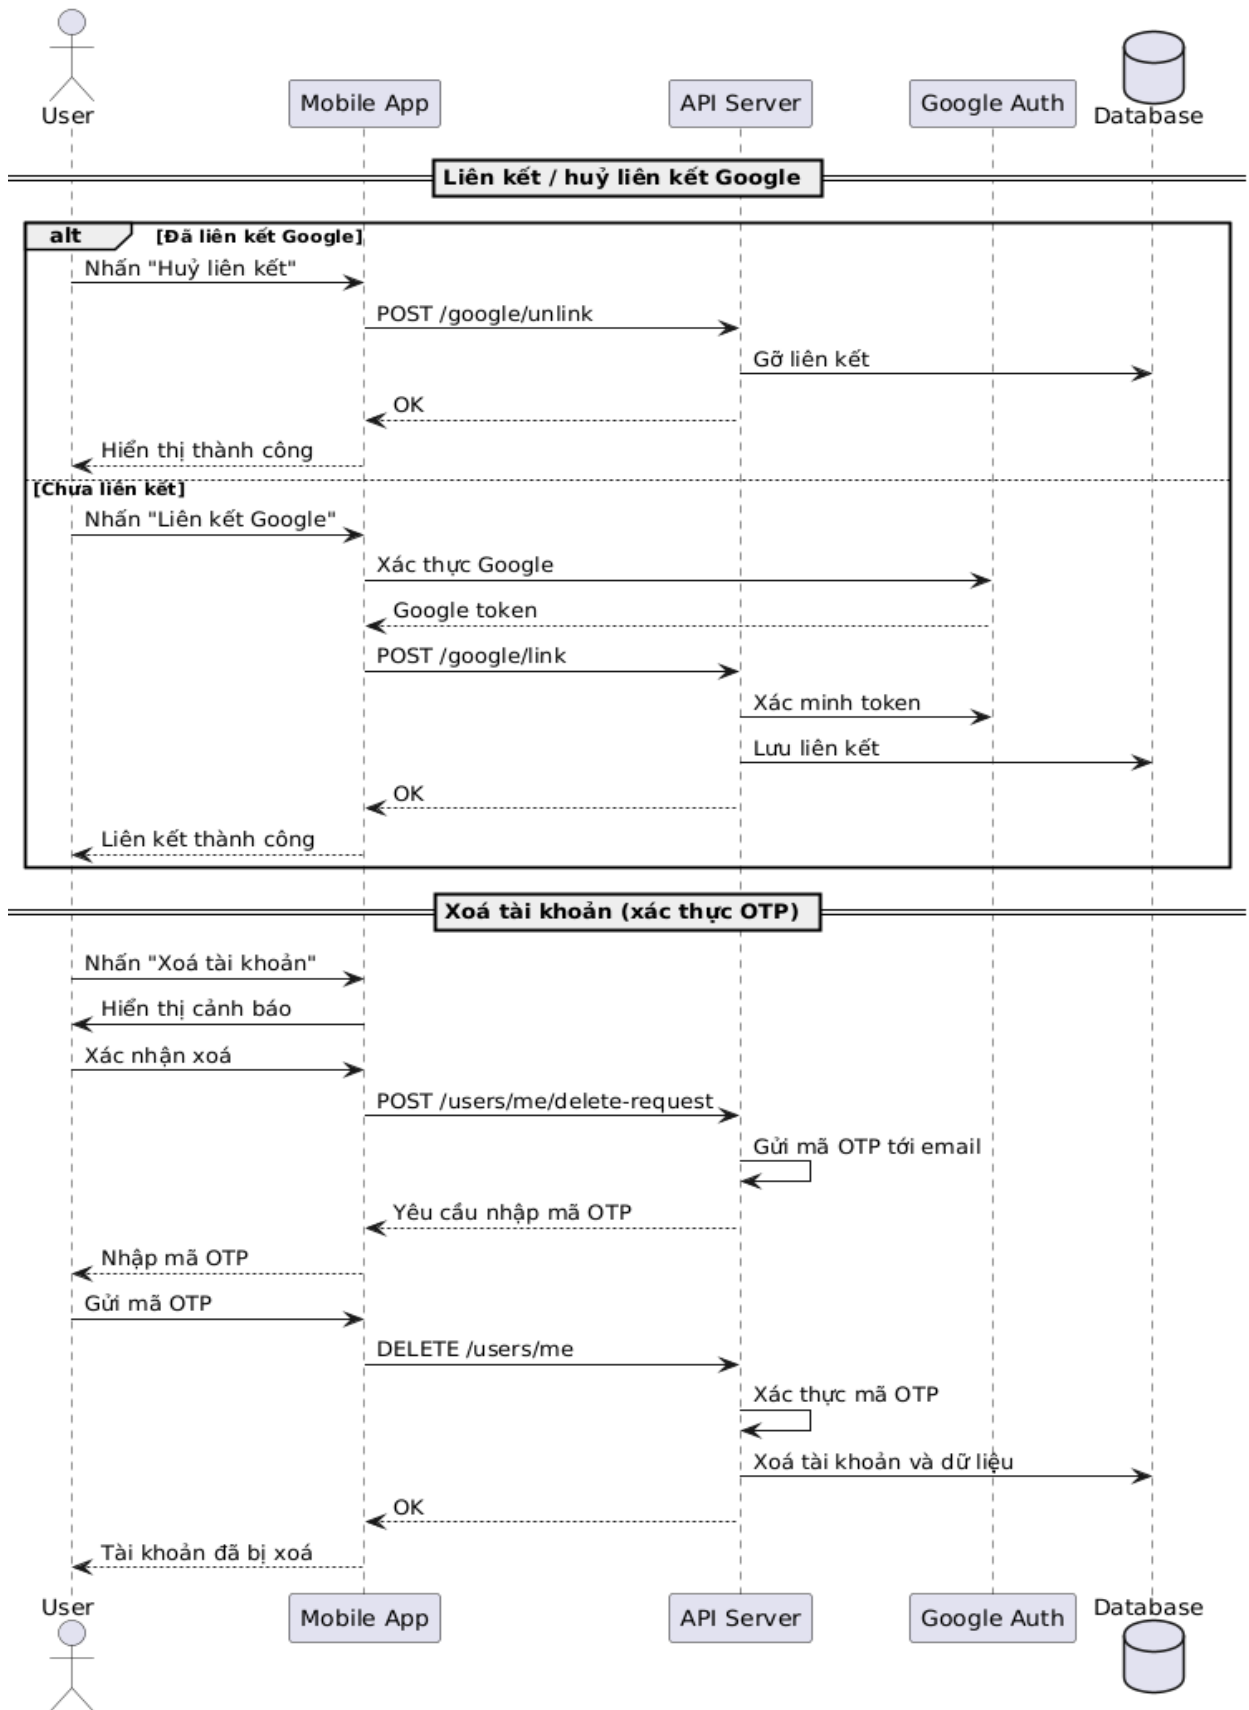 User
Mobile App
API Server
Google Auth
Database
Liên kết / huỷ liên kết Google
alt
[Đã liên kết Google]
Nhấn "Huỷ liên kết"
POST /google/unlink
Gỡ liên kết
OK
Hiển thị thành công
[Chưa liên kết]
Nhấn "Liên kết Google"
Xác thực Google
Google token
POST /google/link
Xác minh token
Lưu liên kết
OK
Liên kết thành công
Xoá tài khoản (xác thực OTP)
Nhấn "Xoá tài khoản"
Hiển thị cảnh báo
Xác nhận xoá
POST /users/me/delete-request
Gửi mã OTP tới email
Yêu cầu nhập mã OTP
Nhập mã OTP
Gửi mã OTP
DELETE /users/me
Xác thực mã OTP
Xoá tài khoản và dữ liệu
OK
Tài khoản đã bị xoá
User
Mobile App
API Server
Google Auth
Database